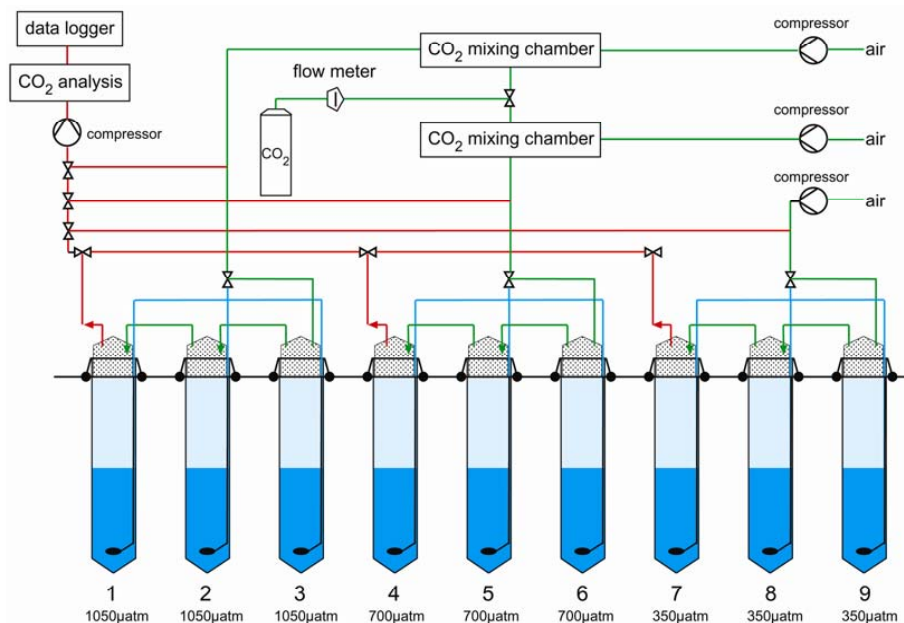 data logger
CO2 analysis
compressor
flow meter
CO2
CO2 mixing chamber
CO2 mixing chamber
compressor
air
compressor
air
compressor
air
1 2 3 4 5 6 7 8 9
1050µatm 1050µatm 1050µatm 700µatm 700µatm 700µatm 350µatm 350µatm 350µatm